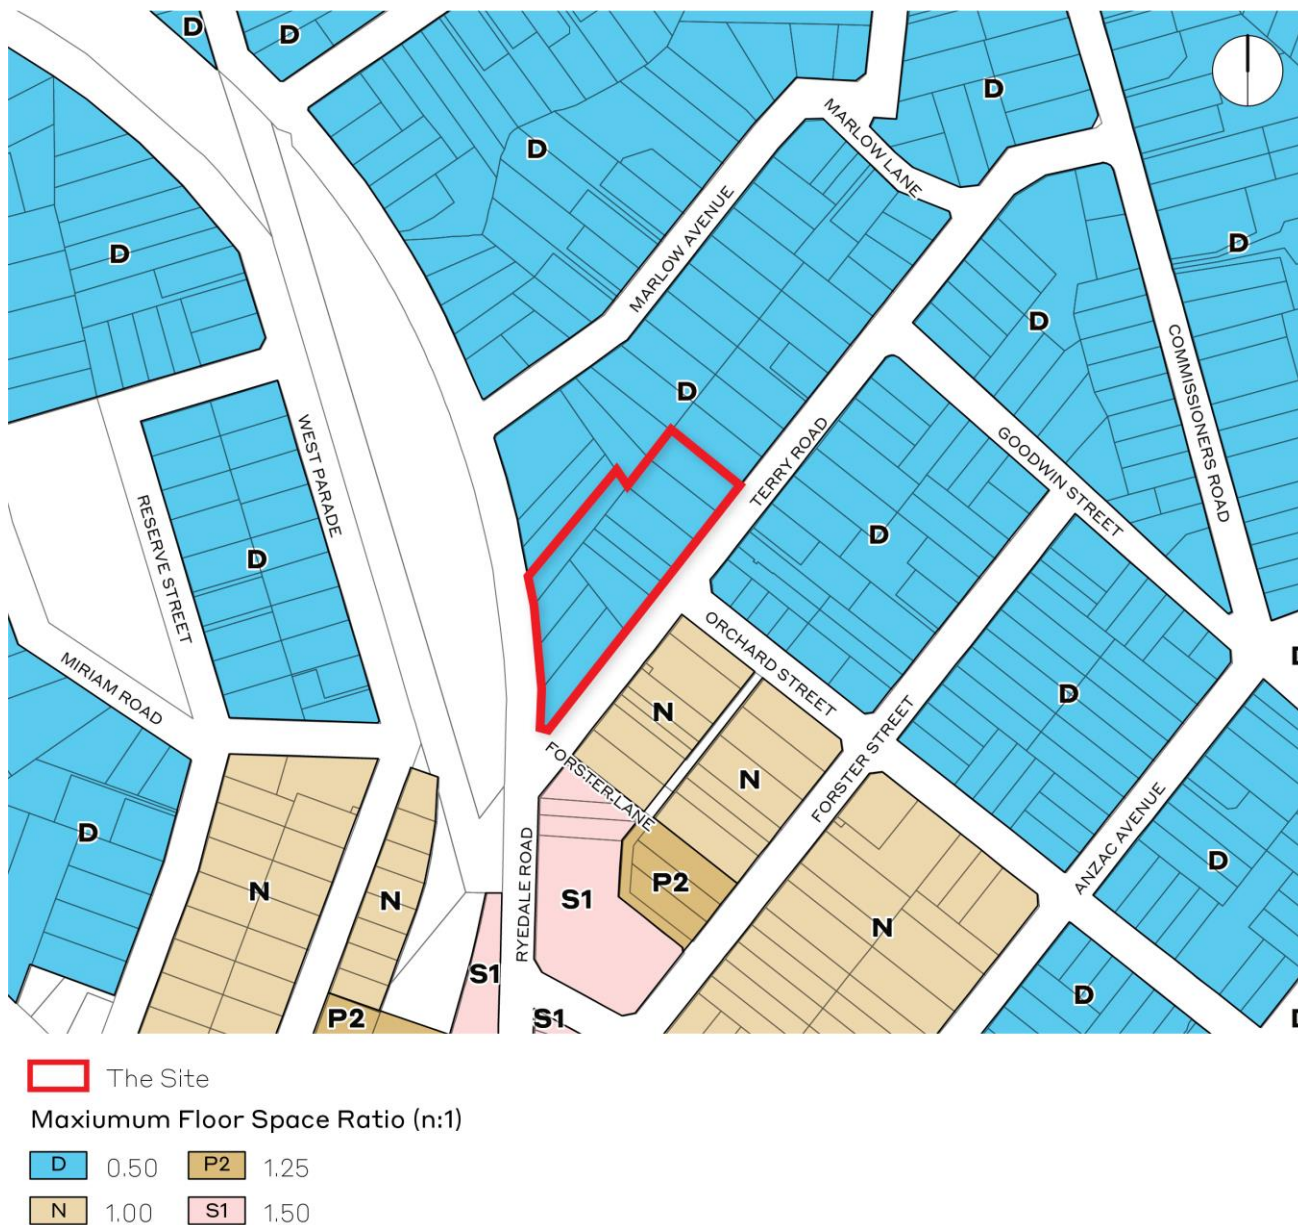 D
D
D
D
MARLOW LANE
D
MARLOW AVENUE
D
D
D
COMMISSIONERS ROAD
D
WEST PARADE
TERRY ROAD
GOODWIN STREET
RESERVE STREET
D
D
ORCHARD STREET
MIRIAM ROAD
D
N
FORSTER STREET
FORSTER LANE
N
ANZAC AVENUE
D
D
N
N
RYEDALE ROAD
S1
P2
N
S1
D
P2
S1
The Site
Maxiumum Floor Space Ratio (n:1)
D 0.50 P2 1.25
N 1.00 S1 1.50